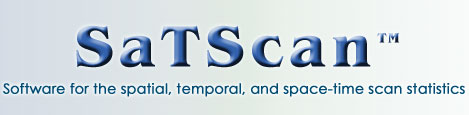 SaTScan™
Software for the spatial, temporal, and space-time scan statistics